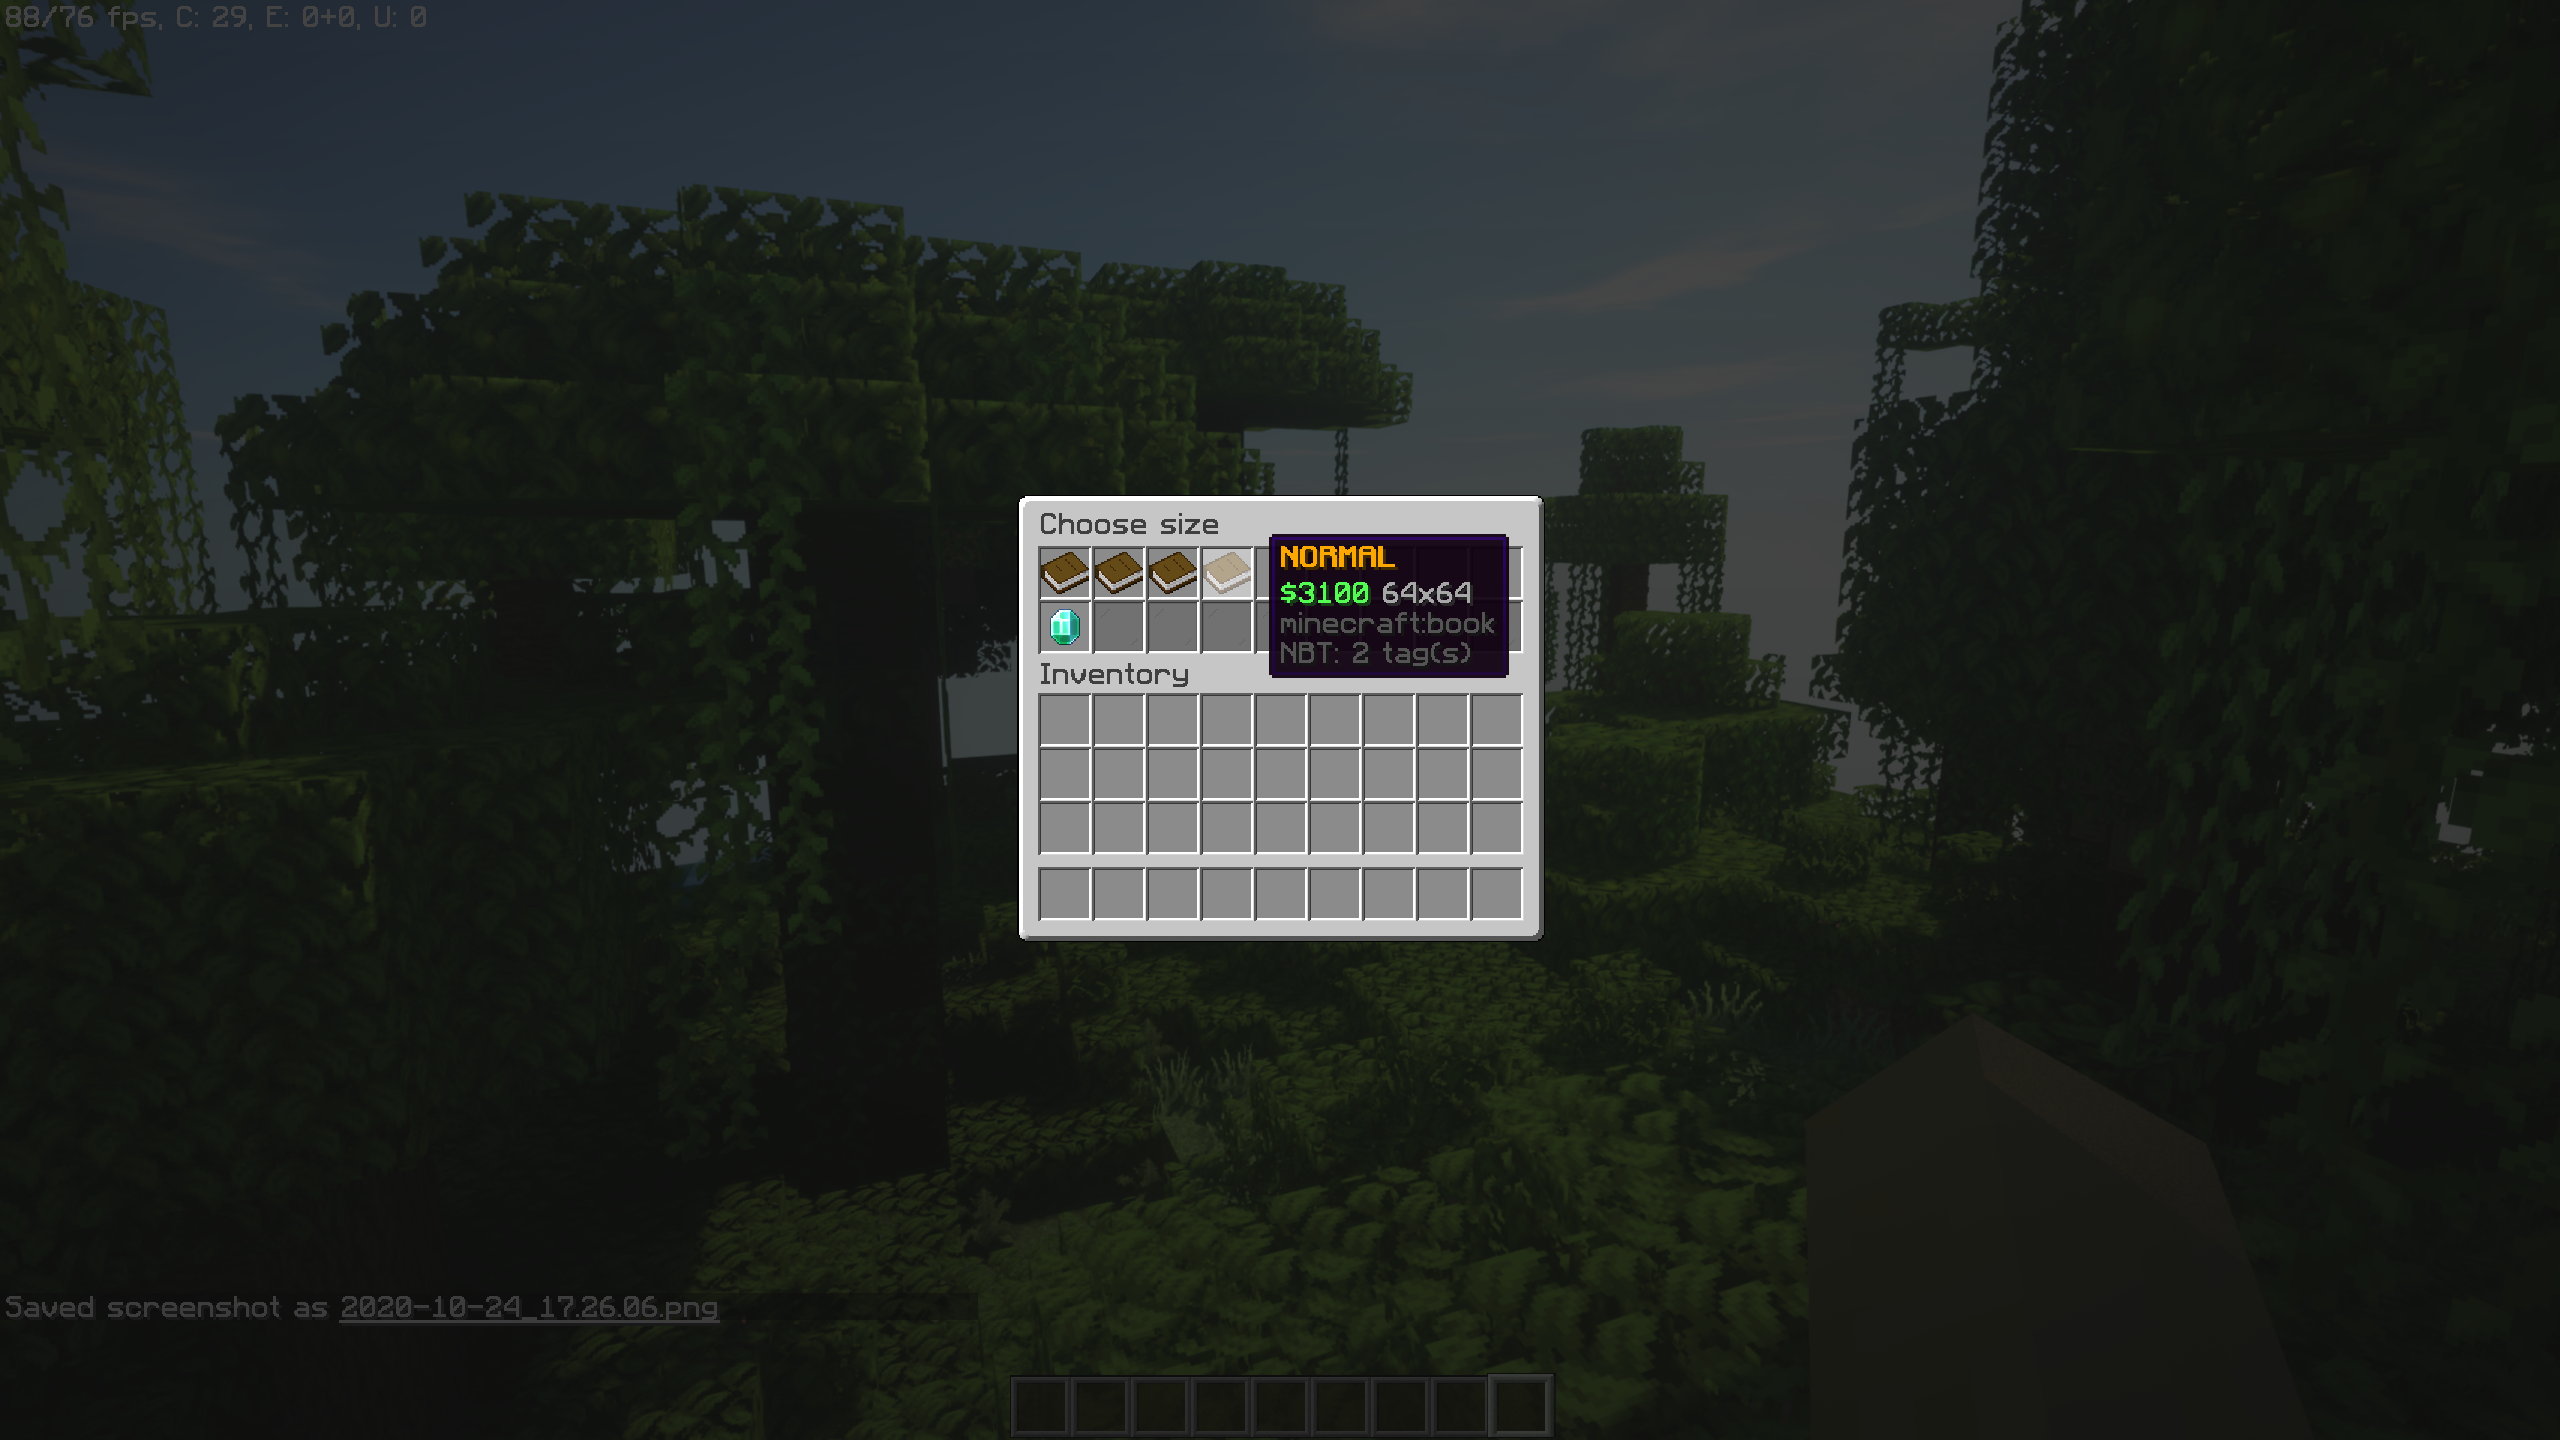 88/76 fps, C: 29, E: 0+0, U: 0
Choose size
NORMAL
$3100 64x64
minecraft:book
NBT: 2 tag(s)
Inventory
Saved screenshot as 2020-10-24_17.26.06.png